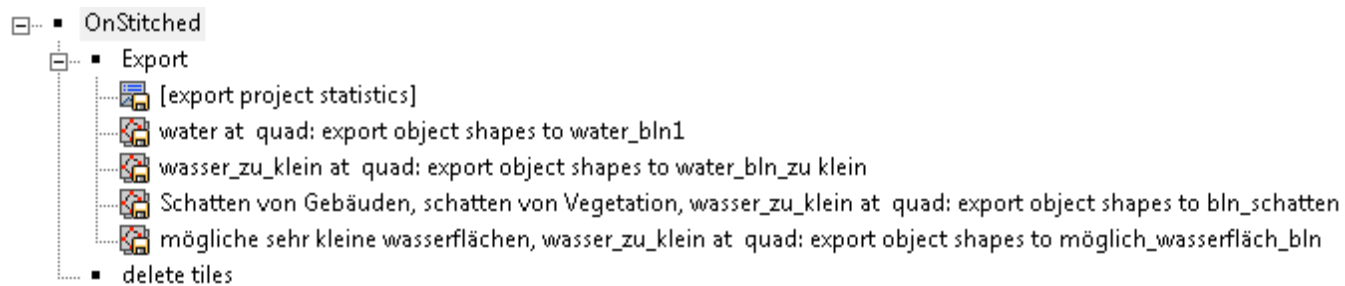 OnStitched
Export
[export project statistics]
water at quad: export object shapes to water_bln1
wasser_zu_klein at quad: export object shapes to water_bln_zu klein
Schatten von Gebäuden, schatten von Vegetation, wasser_zu_klein at quad: export object shapes to bln_schatten
mögliche sehr kleine wasserflächen, wasser_zu_klein at quad: export object shapes to möglich_wasserfläch_bln
delete tiles